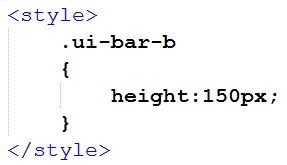 <style>
    .ui-bar-b
    {
        height:150px;
    }
</style>